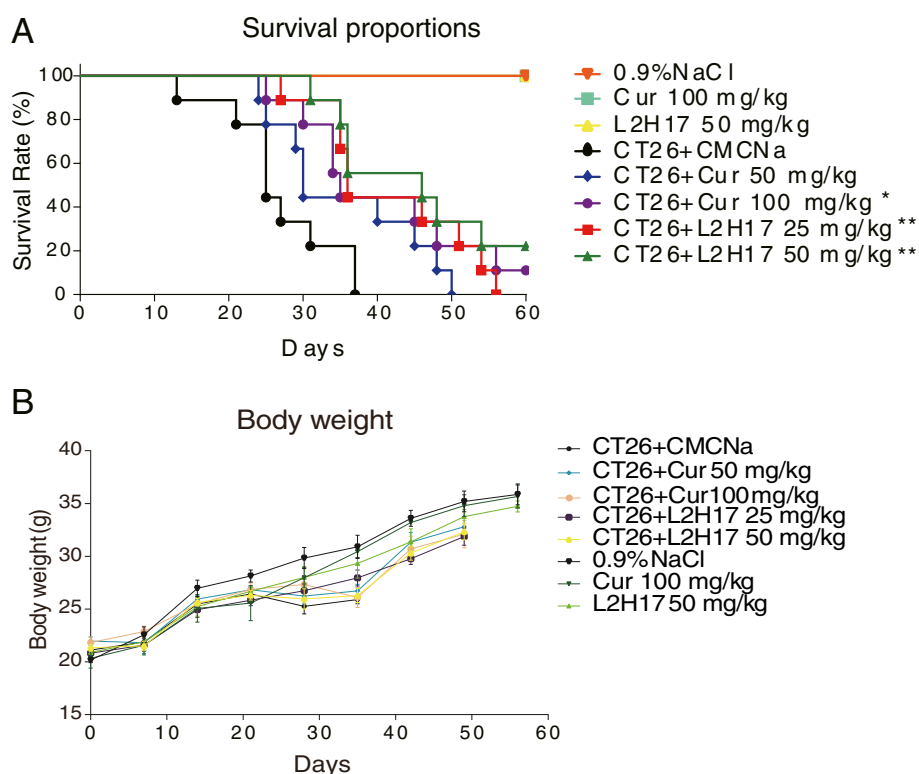 A
Survival proportions
Survival Rate (%)
100
80
60
40
20
0
0 10 20 30 40 50 60
Days
0.9%NaCl
Cur 100 mg/kg
L2H17 50 mg/kg
CT26+CMCNa
CT26+Cur 50 mg/kg
CT26+Cur 100 mg/kg *
CT26+L2H17 25 mg/kg **
CT26+L2H17 50 mg/kg **
B
Body weight
Body weight (g)
40
35
30
25
20
15
0 10 20 30 40 50 60
Days
CT26+CMCNa
CT26+Cur 50 mg/kg
CT26+Cur100mg/kg
CT26+L2H17 25 mg/kg
CT26+L2H17 50 mg/kg
0.9%NaCl
Cur 100 mg/kg
L2H17 50 mg/kg